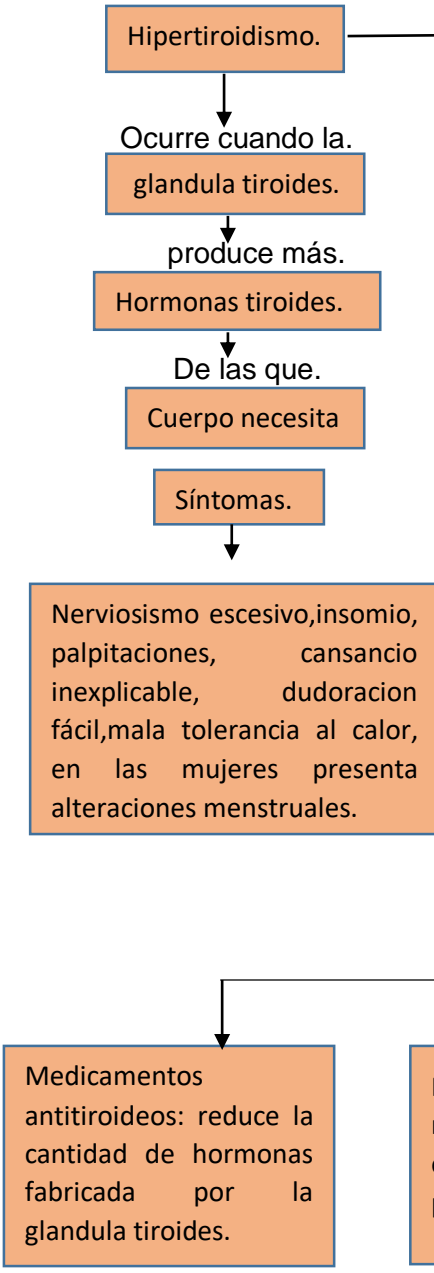 Hipertiroidismo.
Ocurre cuando la.
glandula tiroides.
produce más.
Hormonas tiroides.
De las que.
Cuerpo necesita
Síntomas.
Nerviosismo escesivo,insomio,
palpitaciones, cansancio
inexplicable, dudoracion
fácil,mala tolerancia al calor,
en las mujeres presenta
alteraciones menstruales.
Medicamentos
antitiroideos: reduce la
cantidad de hormonas
fabricada por la
glandula tiroides.